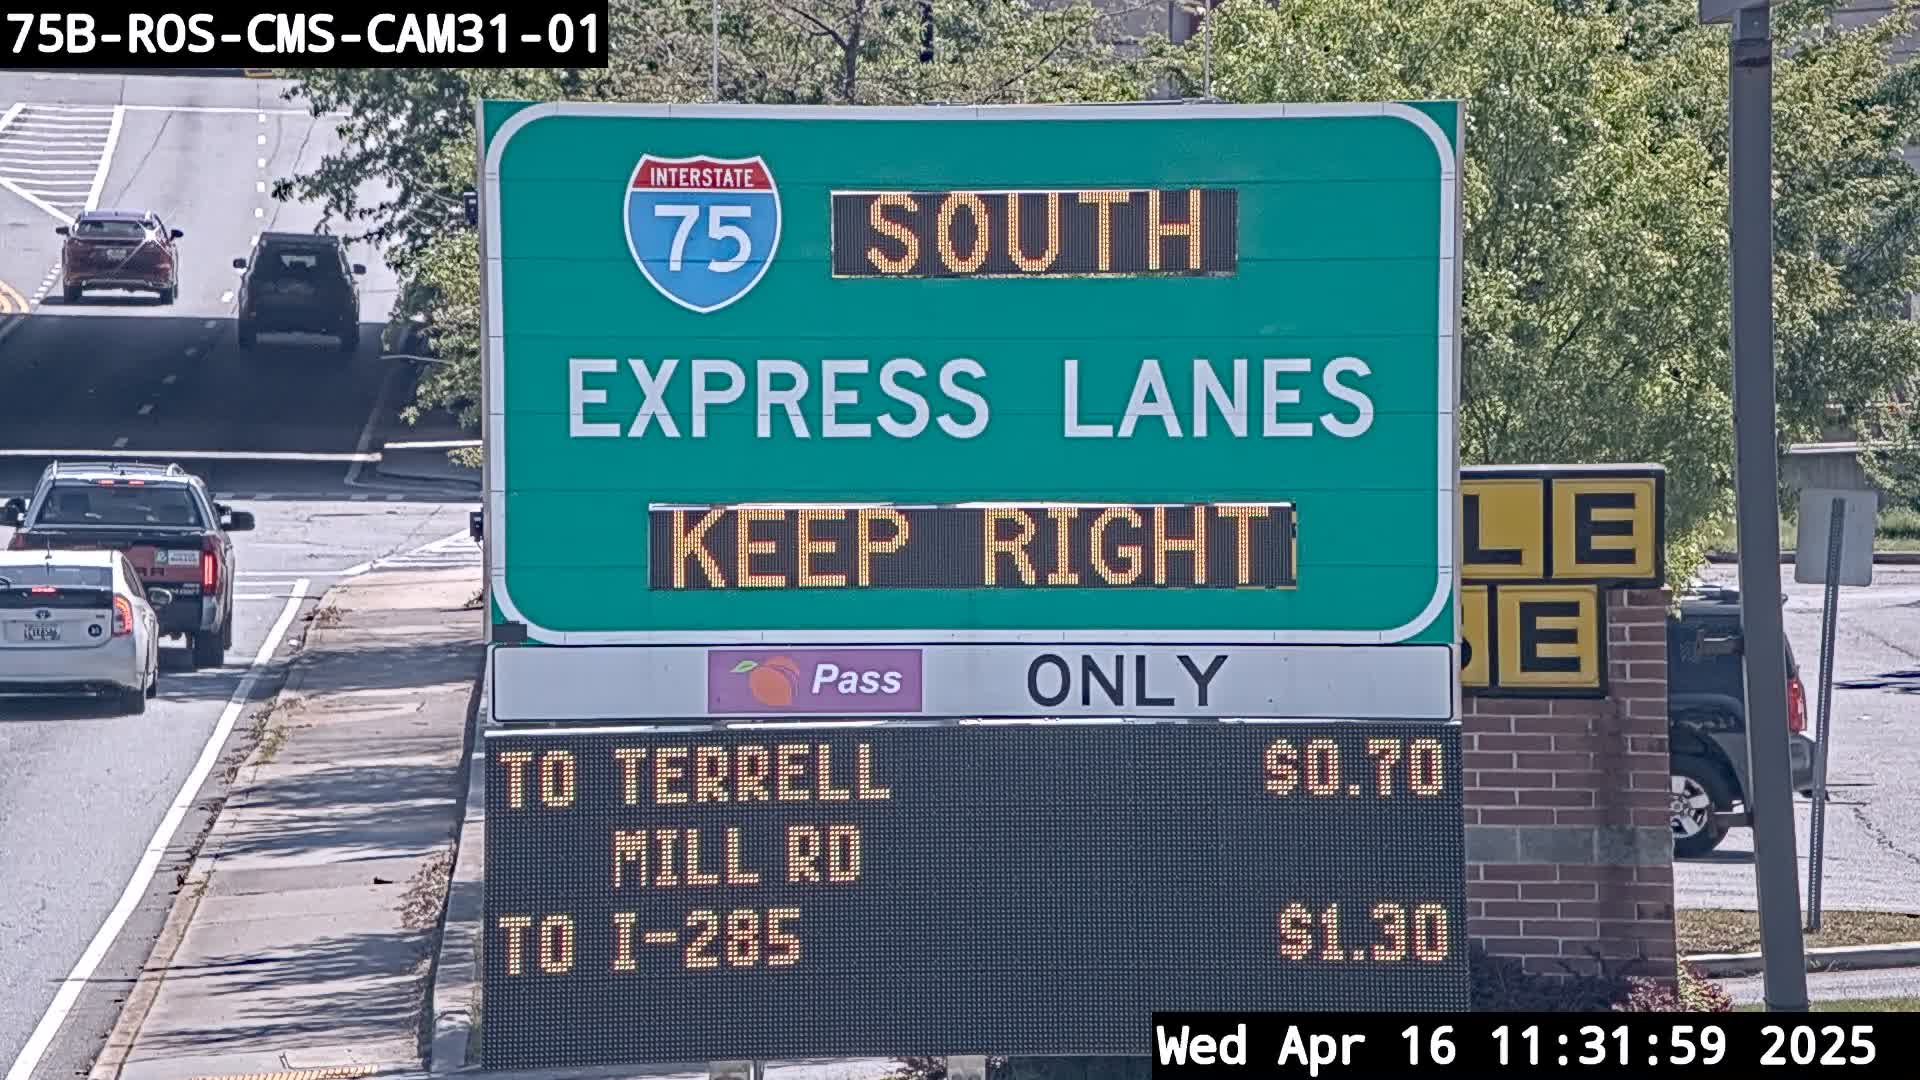 75B-ROS-CMS-CAM31-01
INTERSTATE
75
SOUTH
EXPRESS LANES
KEEP RIGHT
Pass ONLY
LE
E
TO TERRELL $0.70
MILL RD
TO I-285 $1.30
Wed Apr 16 11:31:59 2025